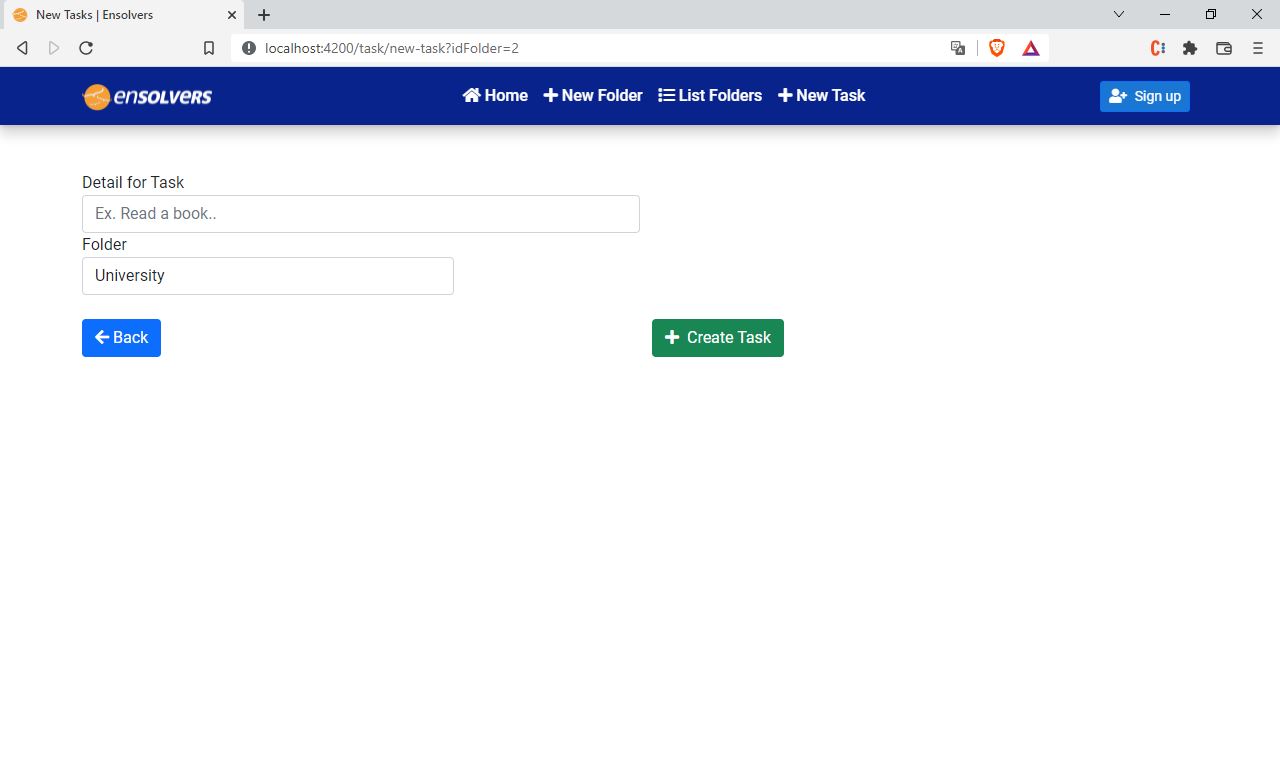 New Tasks | Ensolvers
localhost:4200/task/new-task?idFolder=2
enSOLVERS
Home
New Folder
List Folders
New Task
Sign up
Detail for Task
Ex. Read a book..
Folder
University
Back
Create Task